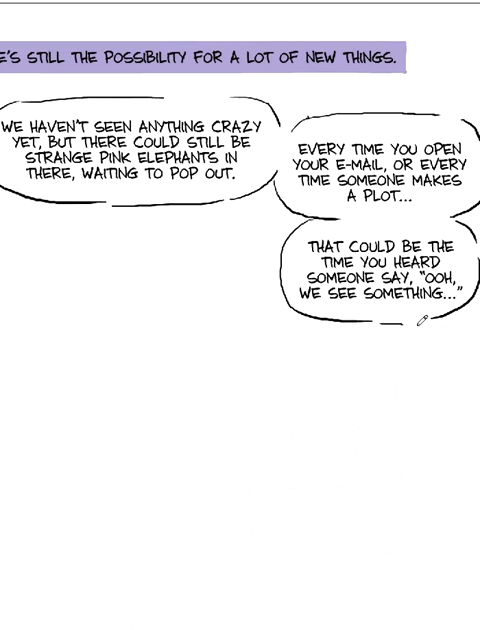 E'S STILL THE POSSIBILITY FOR A LOT OF NEW THINGS.
WE HAVEN'T SEEN ANYTHING CRAZY
YET, BUT THERE COULD STILL BE
STRANGE PINK ELEPHANTS IN
THERE, WAITING TO POP OUT.
EVERY TIME YOU OPEN
YOUR E-MAIL, OR EVERY
TIME SOMEONE MAKES
A PLOT...
THAT COULD BE THE
TIME YOU HEARD
SOMEONE SAY, "OOH,
WE SEE SOMETHING..."